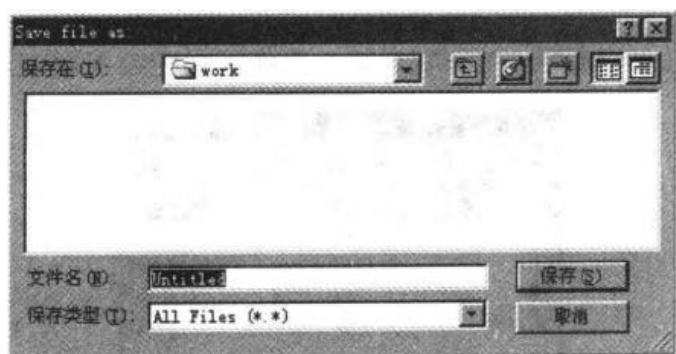 Save file as
保存在(I): work
文件名(N): Untitled 保存(S)
保存类型(T): All Files (*.*) 取消